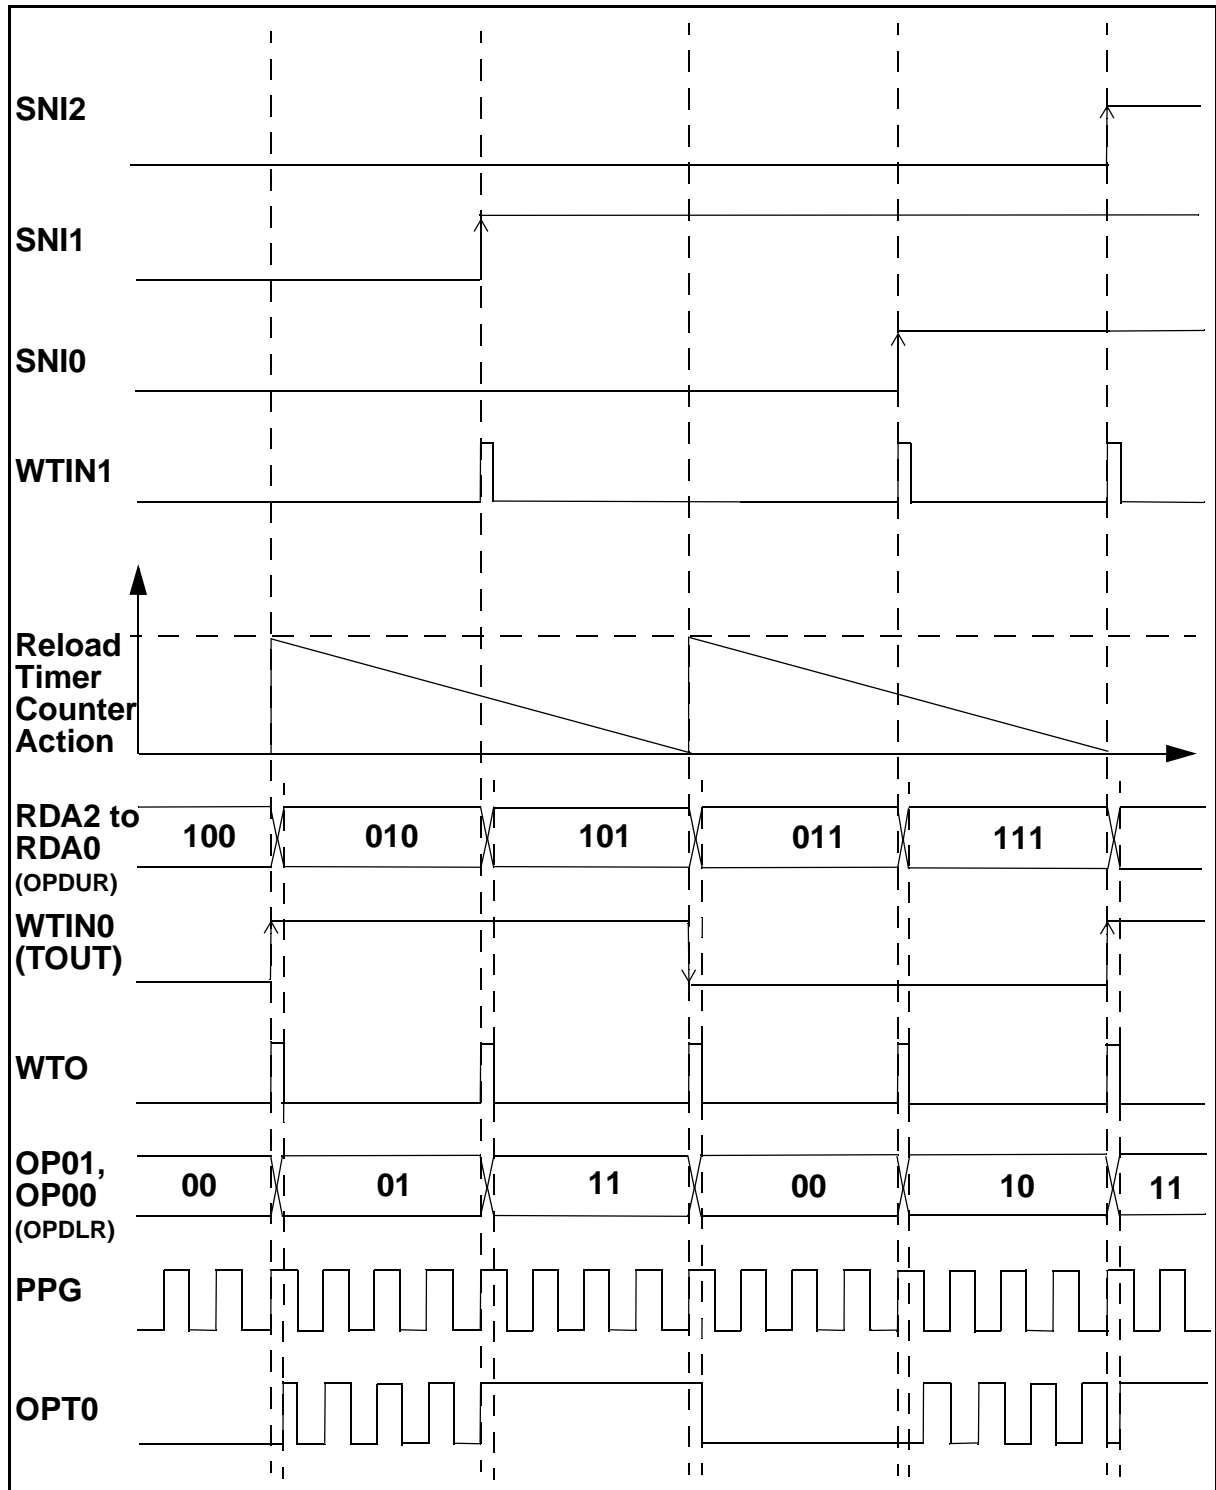 SNI2
SNI1
SNI0
WTIN1
Reload
Timer
Counter
Action
RDA2 to
RDA0
(OPDUR)
100 010 101 011 111
WTIN0
(TOUT)
WTO
OP01,
OP00
(OPDLR)
00 01 11 00 10 11
PPG
OPT0